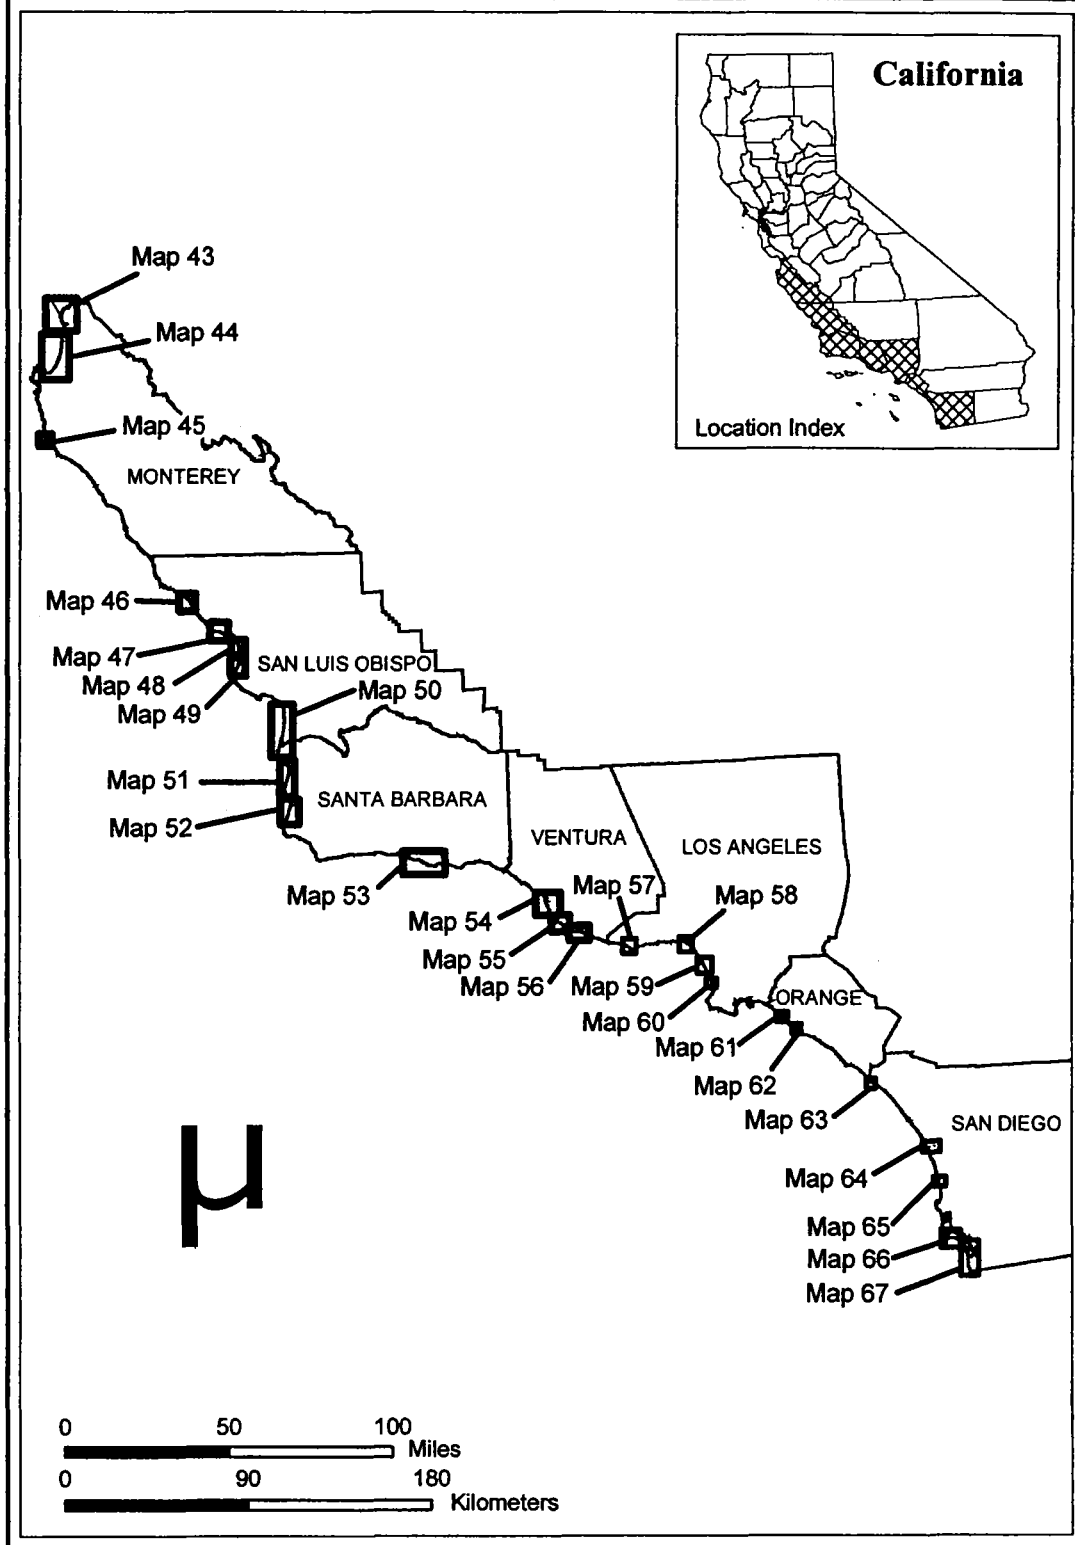 California
Location Index
Map 43
Map 44
Map 45
MONTEREY
Map 46
Map 47
Map 48
Map 49
SAN LUIS OBISPO
Map 50
Map 51
Map 52
SANTA BARBARA
Map 53
VENTURA
LOS ANGELES
Map 54
Map 55
Map 56
Map 57
Map 58
Map 59
Map 60
ORANGE
Map 61
Map 62
Map 63
SAN DIEGO
Map 64
Map 65
Map 66
Map 67
µ
0 50 100
Miles
0 90 180
Kilometers